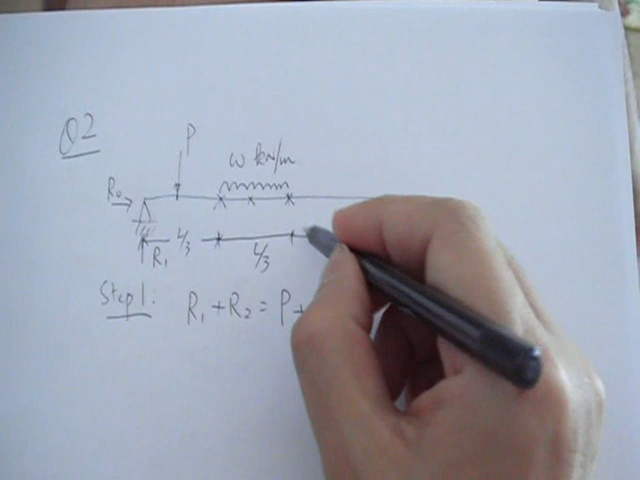 Q2
P
w kn/m
R₀
R₁ L/3 L/3
Step 1: R₁ + R₂ = P +